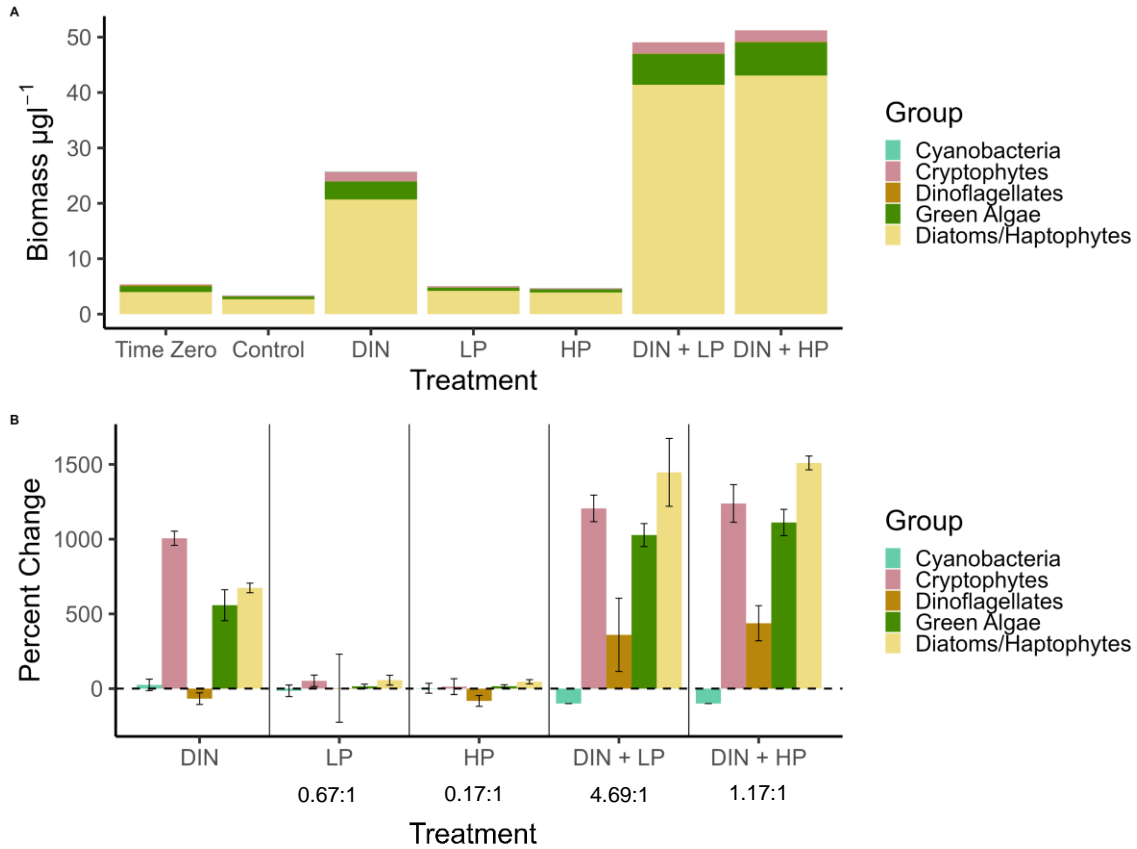 A
Biomass µgl⁻¹
50
40
30
20
10
0
Time Zero Control DIN LP HP DIN + LP DIN + HP
Treatment
Group
Cyanobacteria
Cryptophytes
Dinoflagellates
Green Algae
Diatoms/Haptophytes
B
Percent Change
1500
1000
500
0
DIN LP HP DIN + LP DIN + HP
0.67:1 0.17:1 4.69:1 1.17:1
Treatment
Group
Cyanobacteria
Cryptophytes
Dinoflagellates
Green Algae
Diatoms/Haptophytes